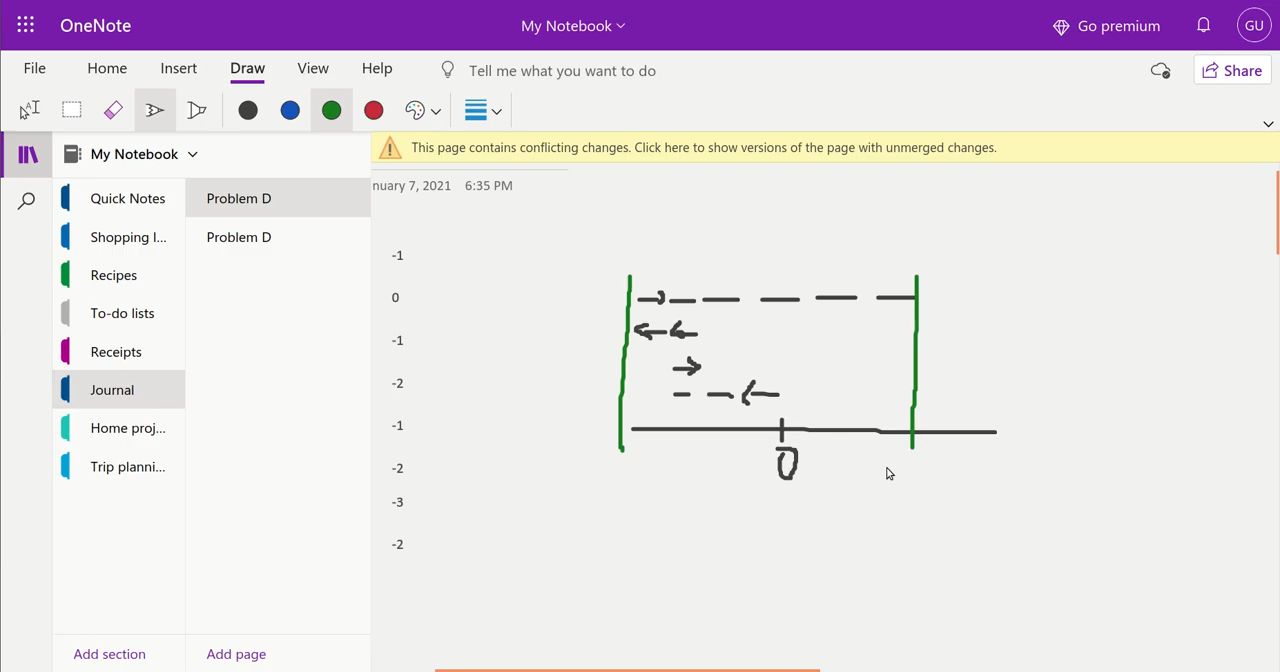 OneNote
My Notebook
Go premium
GU
File Home Insert Draw View Help Tell me what you want to do Share
My Notebook
This page contains conflicting changes. Click here to show versions of the page with unmerged changes.
Quick Notes
Shopping l...
Recipes
To-do lists
Receipts
Journal
Home proj...
Trip planni...
Add section
Problem D
Problem D
Add page
nuary 7, 2021 6:35 PM
-1
0
-1
-2
-1
-2
-3
-2
0